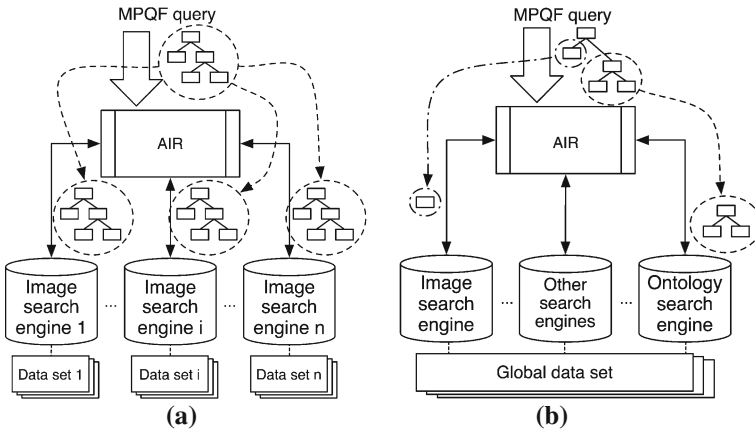 MPQF query
AIR
Image
search
engine 1
...
Image
search
engine i
...
Image
search
engine n
Data set 1
Data set i
Data set n
(a)
MPQF query
AIR
Image
search
engine
...
Other
search
engines
...
Ontology
search
engine
Global data set
(b)